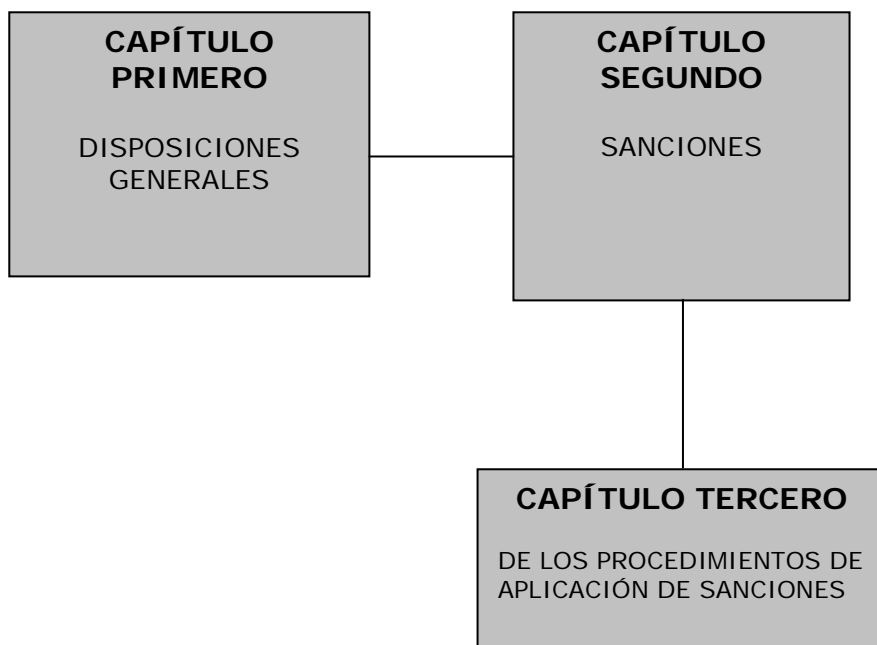 CAPÍTULO
PRIMERO
DISPOSICIONES
GENERALES
CAPÍTULO
SEGUNDO
SANCIONES
CAPÍTULO TERCERO
DE LOS PROCEDIMIENTOS DE
APLICACIÓN DE SANCIONES